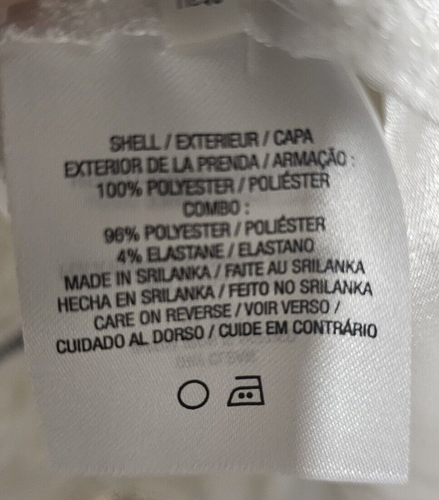 SHELL / EXTERIEUR / CAPA
EXTERIOR DE LA PRENDA / ARMAÇÃO :
100% POLYESTER / POLIÉSTER
COMBO :
96% POLYESTER / POLIÉSTER
4% ELASTANE / ELASTANO
MADE IN SRILANKA / FAITE AU SRILANKA
HECHA EN SRILANKA / FEITO NO SRILANKA
CARE ON REVERSE / VOIR VERSO /
CUIDADO AL DORSO / CUIDE EM CONTRÁRIO